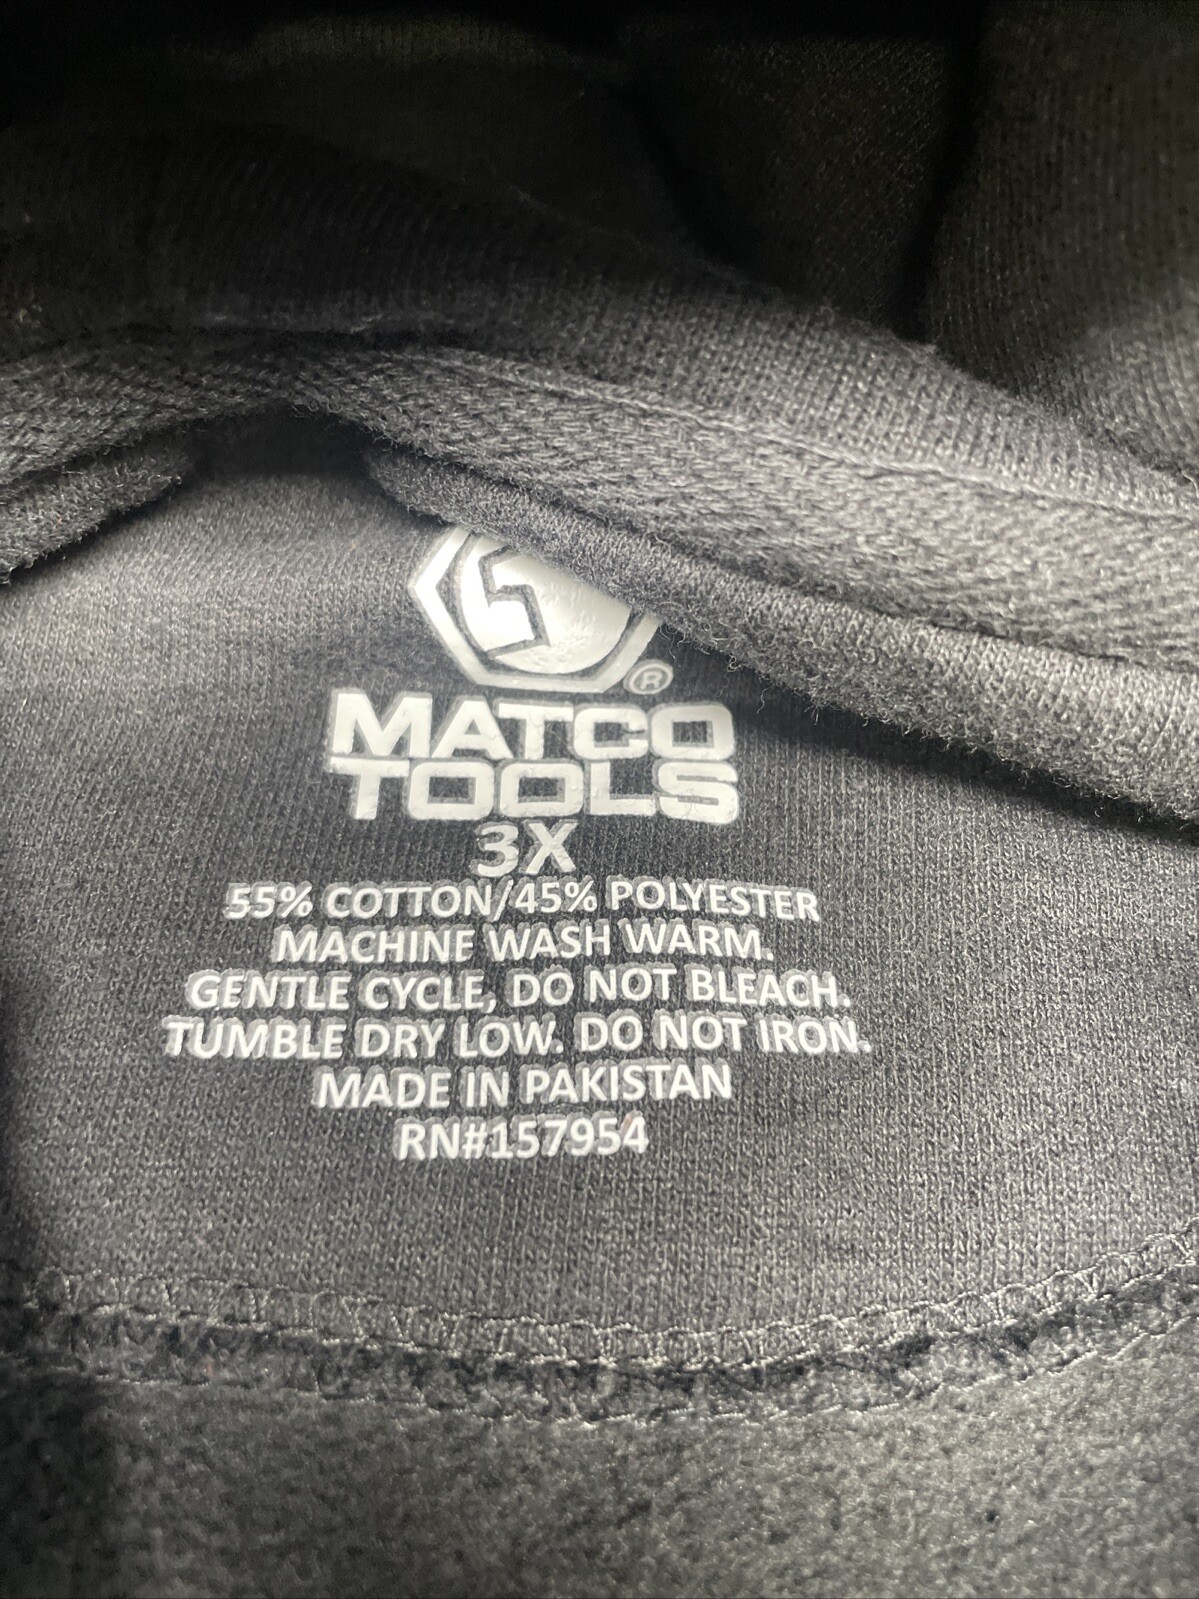 ®
MATCO
TOOLS
3X
55% COTTON/45% POLYESTER
MACHINE WASH WARM.
GENTLE CYCLE, DO NOT BLEACH.
TUMBLE DRY LOW. DO NOT IRON.
MADE IN PAKISTAN
RN#157954